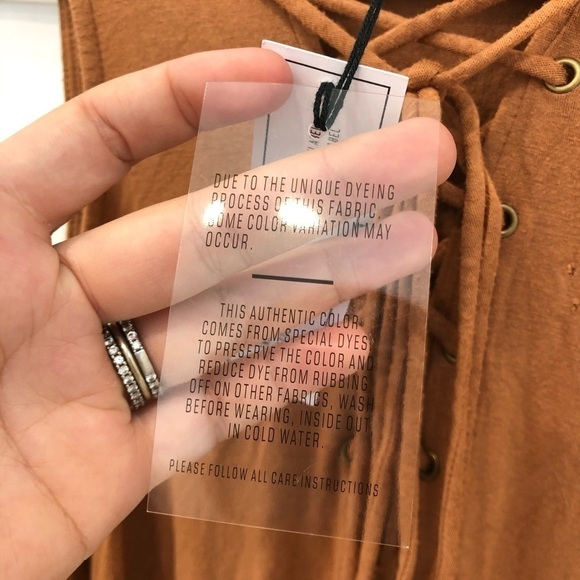 DUE TO THE UNIQUE DYEING
PROCESS OF THIS FABRIC,
SOME COLOR VARIATION MAY
OCCUR.
THIS AUTHENTIC COLOR
COMES FROM SPECIAL DYES
TO PRESERVE THE COLOR AND
REDUCE DYE FROM RUBBING
OFF ON OTHER FABRICS, WASH
BEFORE WEARING, INSIDE OUT,
IN COLD WATER.
PLEASE FOLLOW ALL CARE INSTRUCTIONS